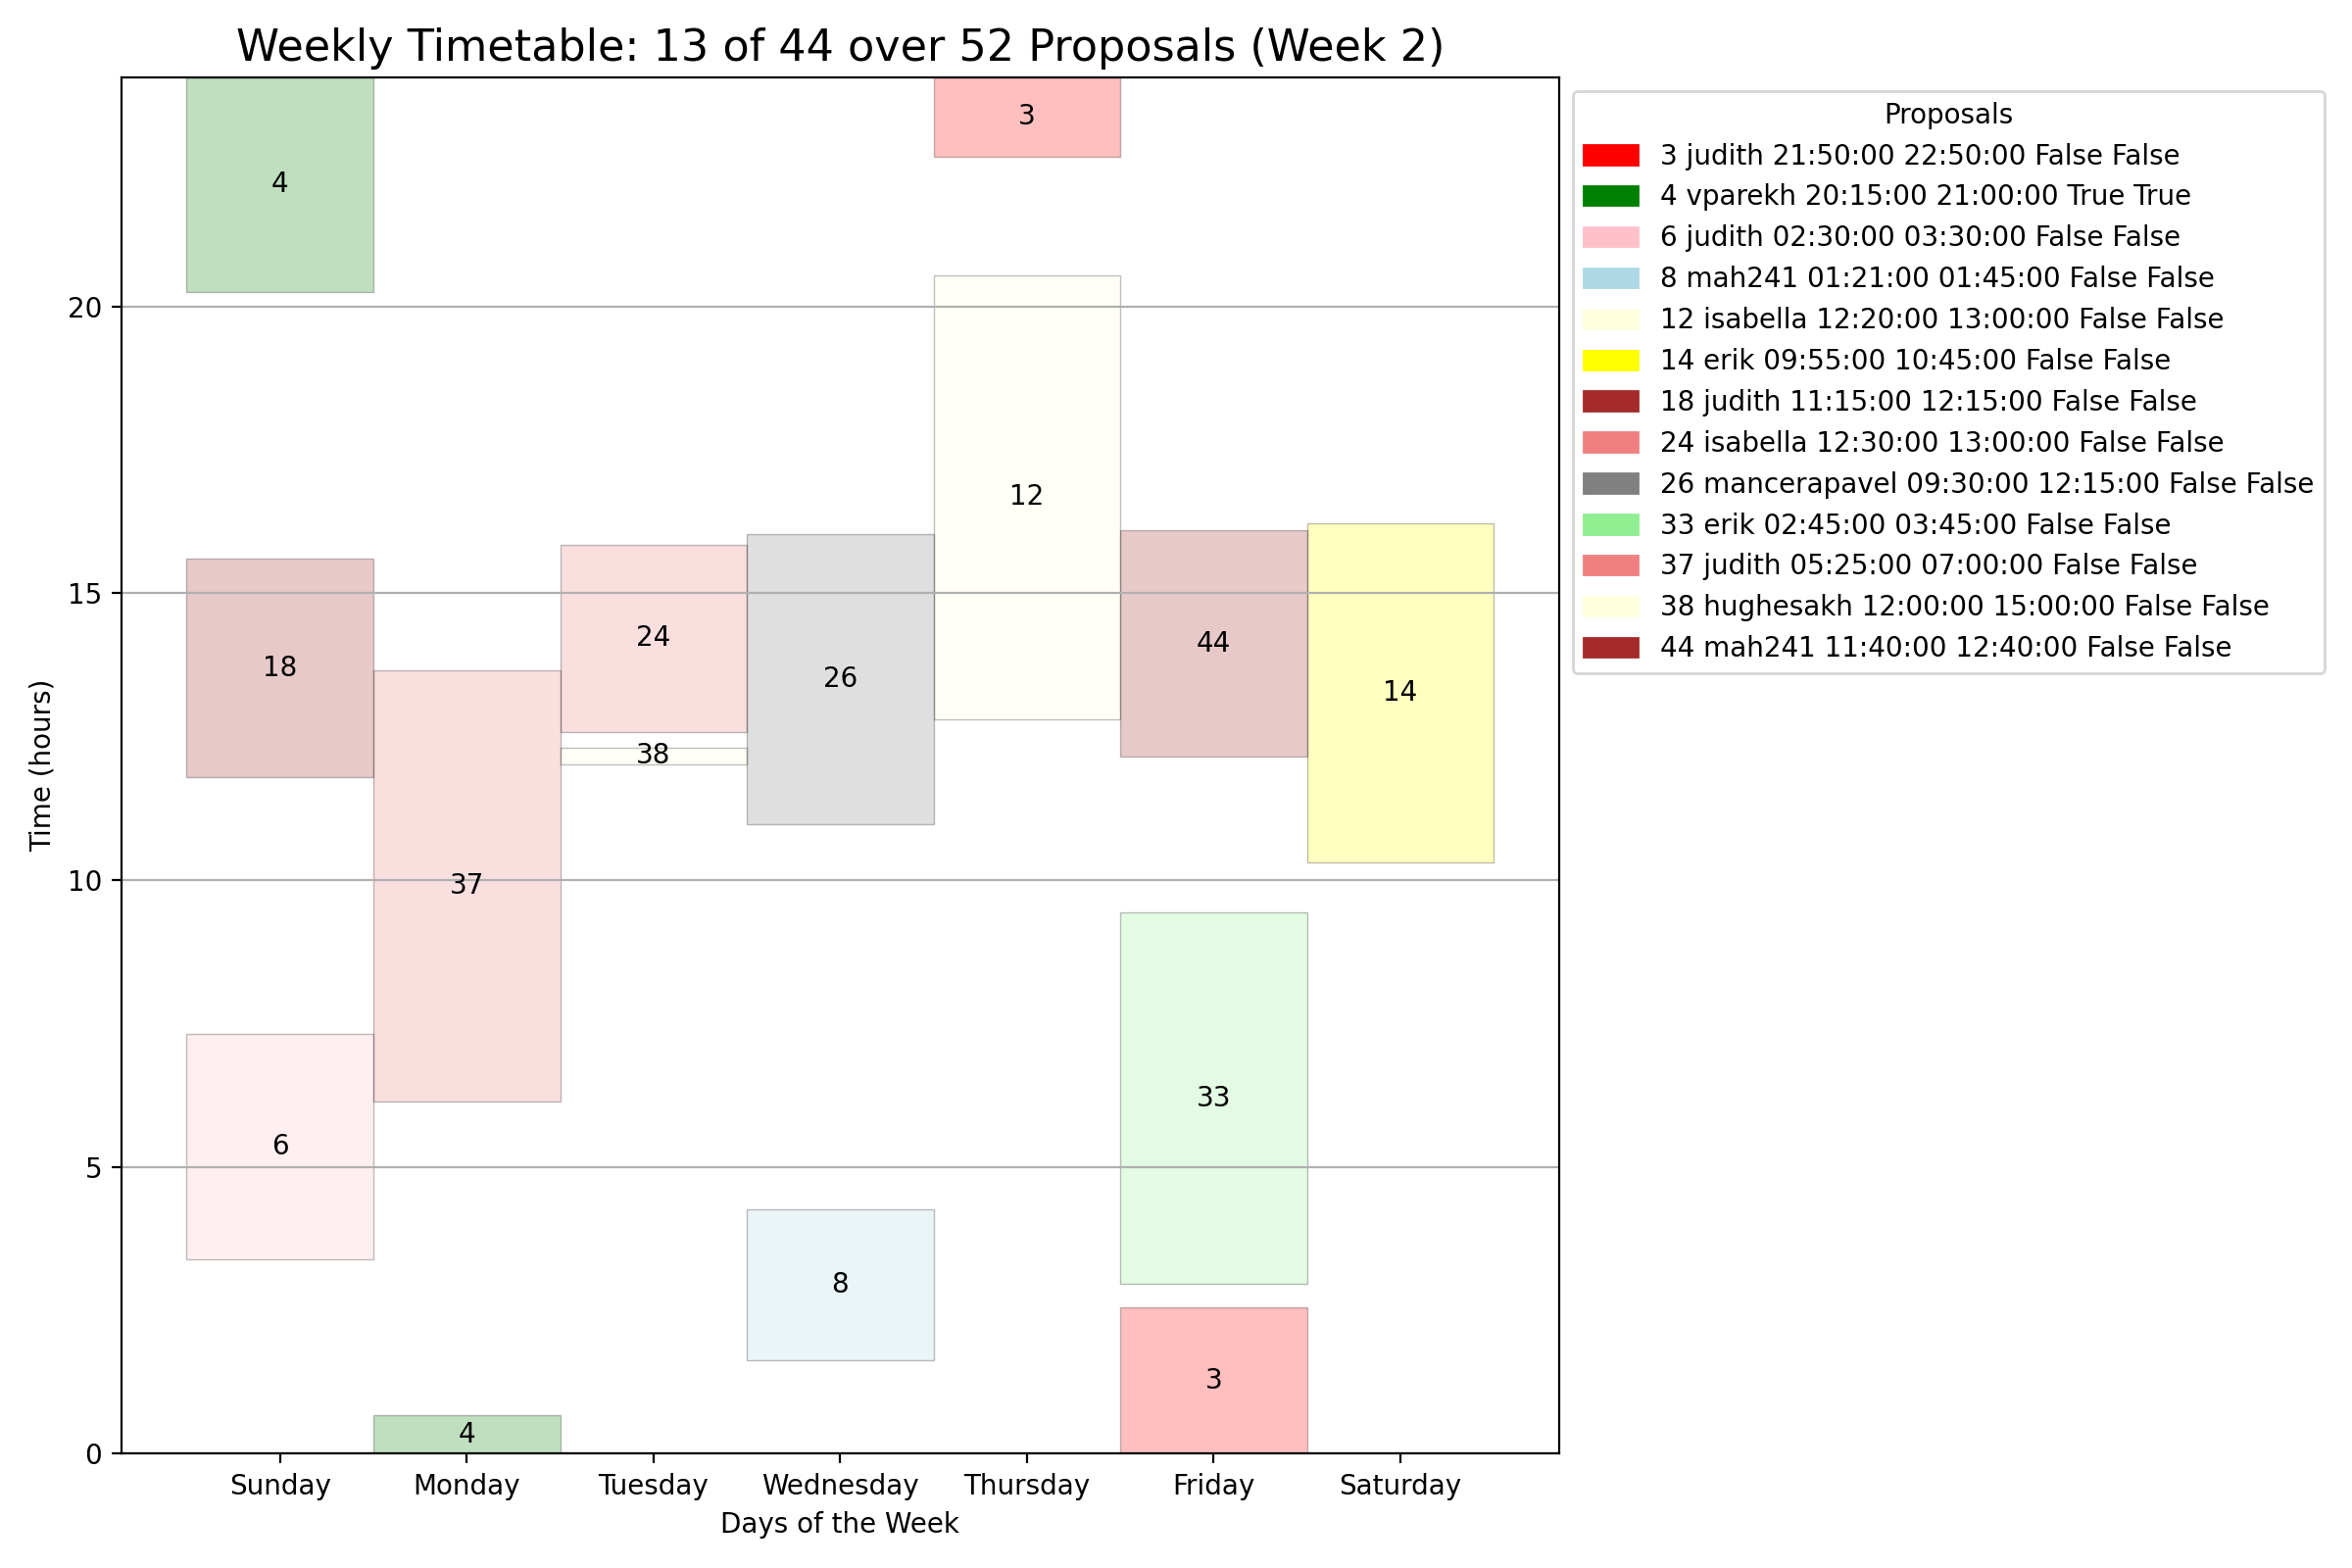 Weekly Timetable: 13 of 44 over 52 Proposals (Week 2)
Proposals
3 judith 21:50:00 22:50:00 False False
4 vparekh 20:15:00 21:00:00 True True
6 judith 02:30:00 03:30:00 False False
8 mah241 01:21:00 01:45:00 False False
12 isabella 12:20:00 13:00:00 False False
14 erik 09:55:00 10:45:00 False False
18 judith 11:15:00 12:15:00 False False
24 isabella 12:30:00 13:00:00 False False
26 mancerapavel 09:30:00 12:15:00 False False
33 erik 02:45:00 03:45:00 False False
37 judith 05:25:00 07:00:00 False False
38 hughesakh 12:00:00 15:00:00 False False
44 mah241 11:40:00 12:40:00 False False
Time (hours)
20
15
10
5
0
4
3
12
18
24
26
44
14
38
37
6
33
8
3
4
Sunday
Monday
Tuesday
Wednesday
Thursday
Friday
Saturday
Days of the Week